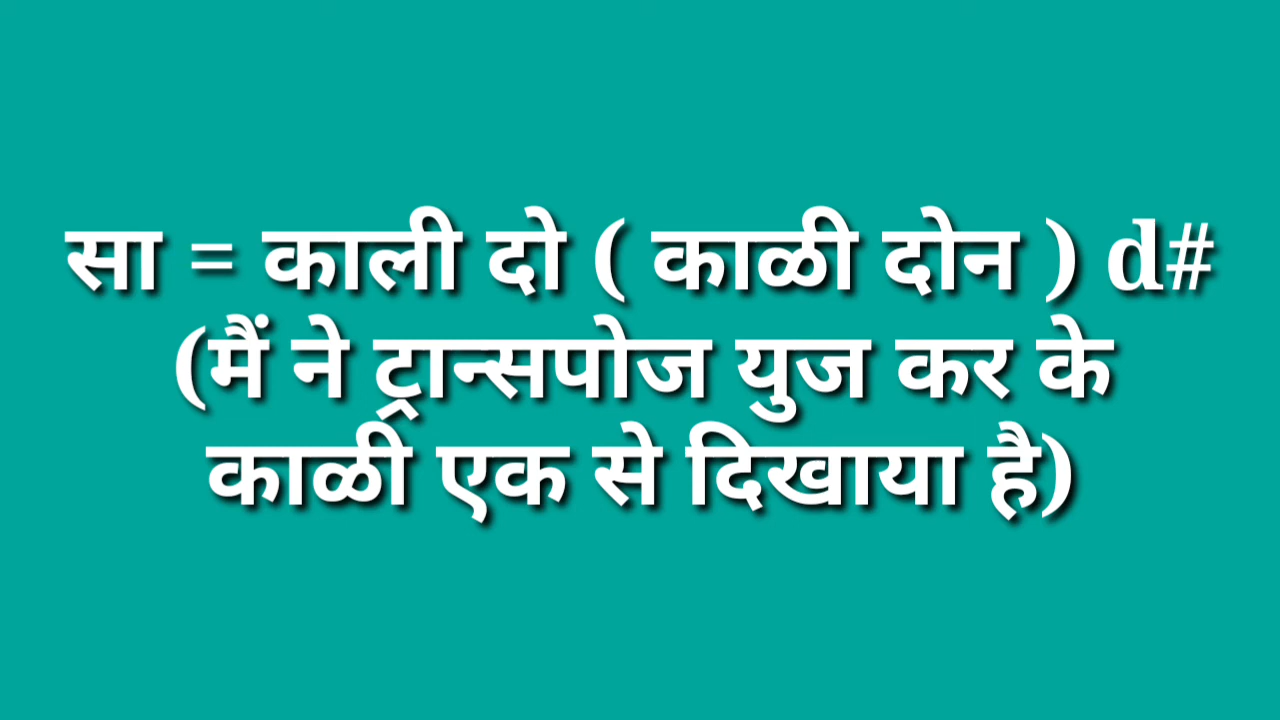 सा = काली दो ( काळी दोन ) d#
(मैं ने ट्रान्सपोज युज कर के
काळी एक से दिखाया है)